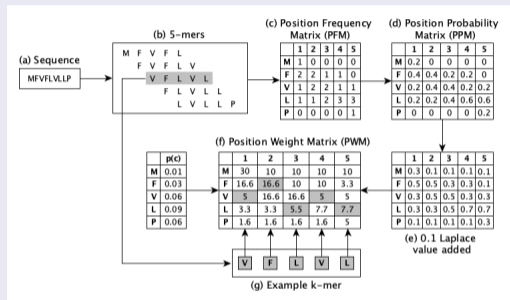 (a) Sequence
MFVFLVLLP
(b) 5-mers
M F V F L
F V F L V
V F L V L
F L V L L
L V L L P
(c) Position Frequency
Matrix (PFM)
1 2 3 4 5
M 1 0 0 0 0
F 2 2 1 1 0
V 1 2 2 1 1
L 1 1 2 3 3
P 0 0 0 0 1
(d) Position Probability
Matrix (PPM)
1 2 3 4 5
M 0.2 0 0 0 0
F 0.4 0.4 0.2 0.2 0
V 0.2 0.4 0.4 0.2 0.2
L 0.2 0.2 0.4 0.6 0.6
P 0 0 0 0 0.2
1 2 3 4 5
M 0.3 0.1 0.1 0.1 0.1
F 0.5 0.5 0.3 0.3 0.1
V 0.3 0.5 0.5 0.3 0.3
L 0.3 0.3 0.5 0.7 0.7
P 0.1 0.1 0.1 0.1 0.3
(e) 0.1 Laplace
value added
(f) Position Weight Matrix (PWM)
1 2 3 4 5
M 30 10 10 10 10
F 16.6 16.6 10 10 3.3
V 5 16.6 16.6 5 5
L 3.3 3.3 5.5 7.7 7.7
P 1.6 1.6 1.6 1.6 5
p(c)
M 0.01
F 0.03
V 0.06
L 0.09
P 0.06
V F L V L
(g) Example k-mer